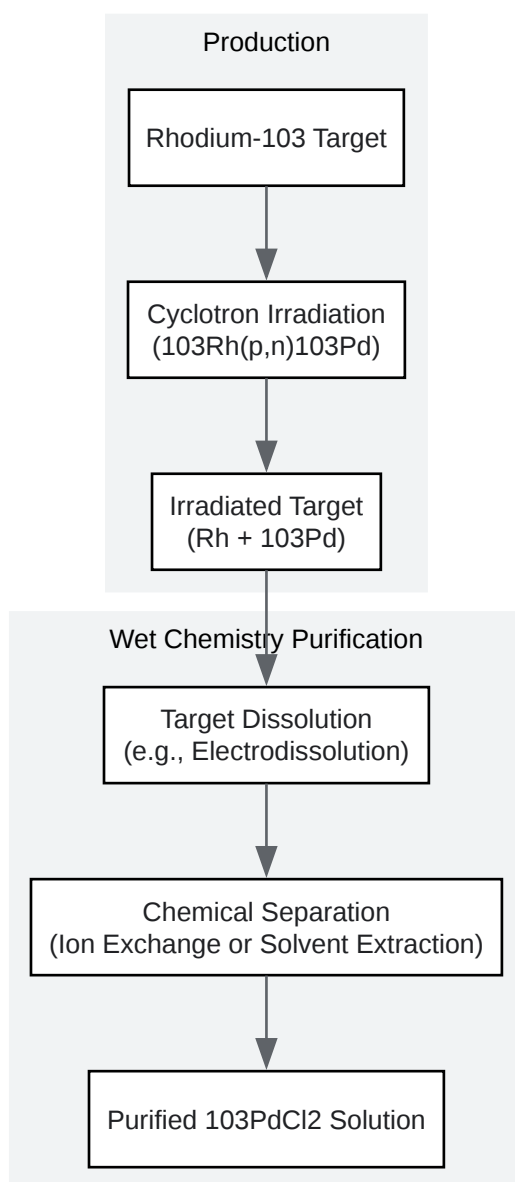 Production
Rhodium-103 Target
Cyclotron Irradiation
(103Rh(p,n)103Pd)
Irradiated Target
(Rh + 103Pd)
Wet Chemistry Purification
Target Dissolution
(e.g., Electrodissolution)
Chemical Separation
(Ion Exchange or Solvent Extraction)
Purified 103PdCl2 Solution